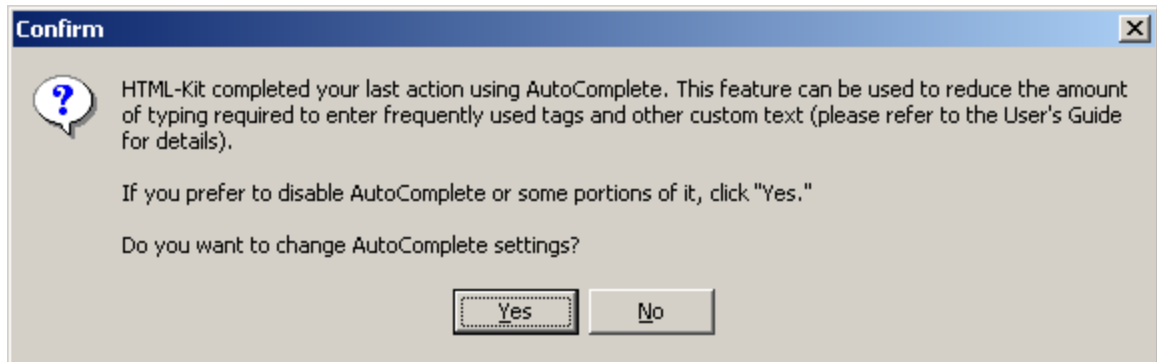 Confirm
HTML-Kit completed your last action using AutoComplete. This feature can be used to reduce the amount
of typing required to enter frequently used tags and other custom text (please refer to the User's Guide
for details).
If you prefer to disable AutoComplete or some portions of it, click "Yes."
Do you want to change AutoComplete settings?
Yes
No